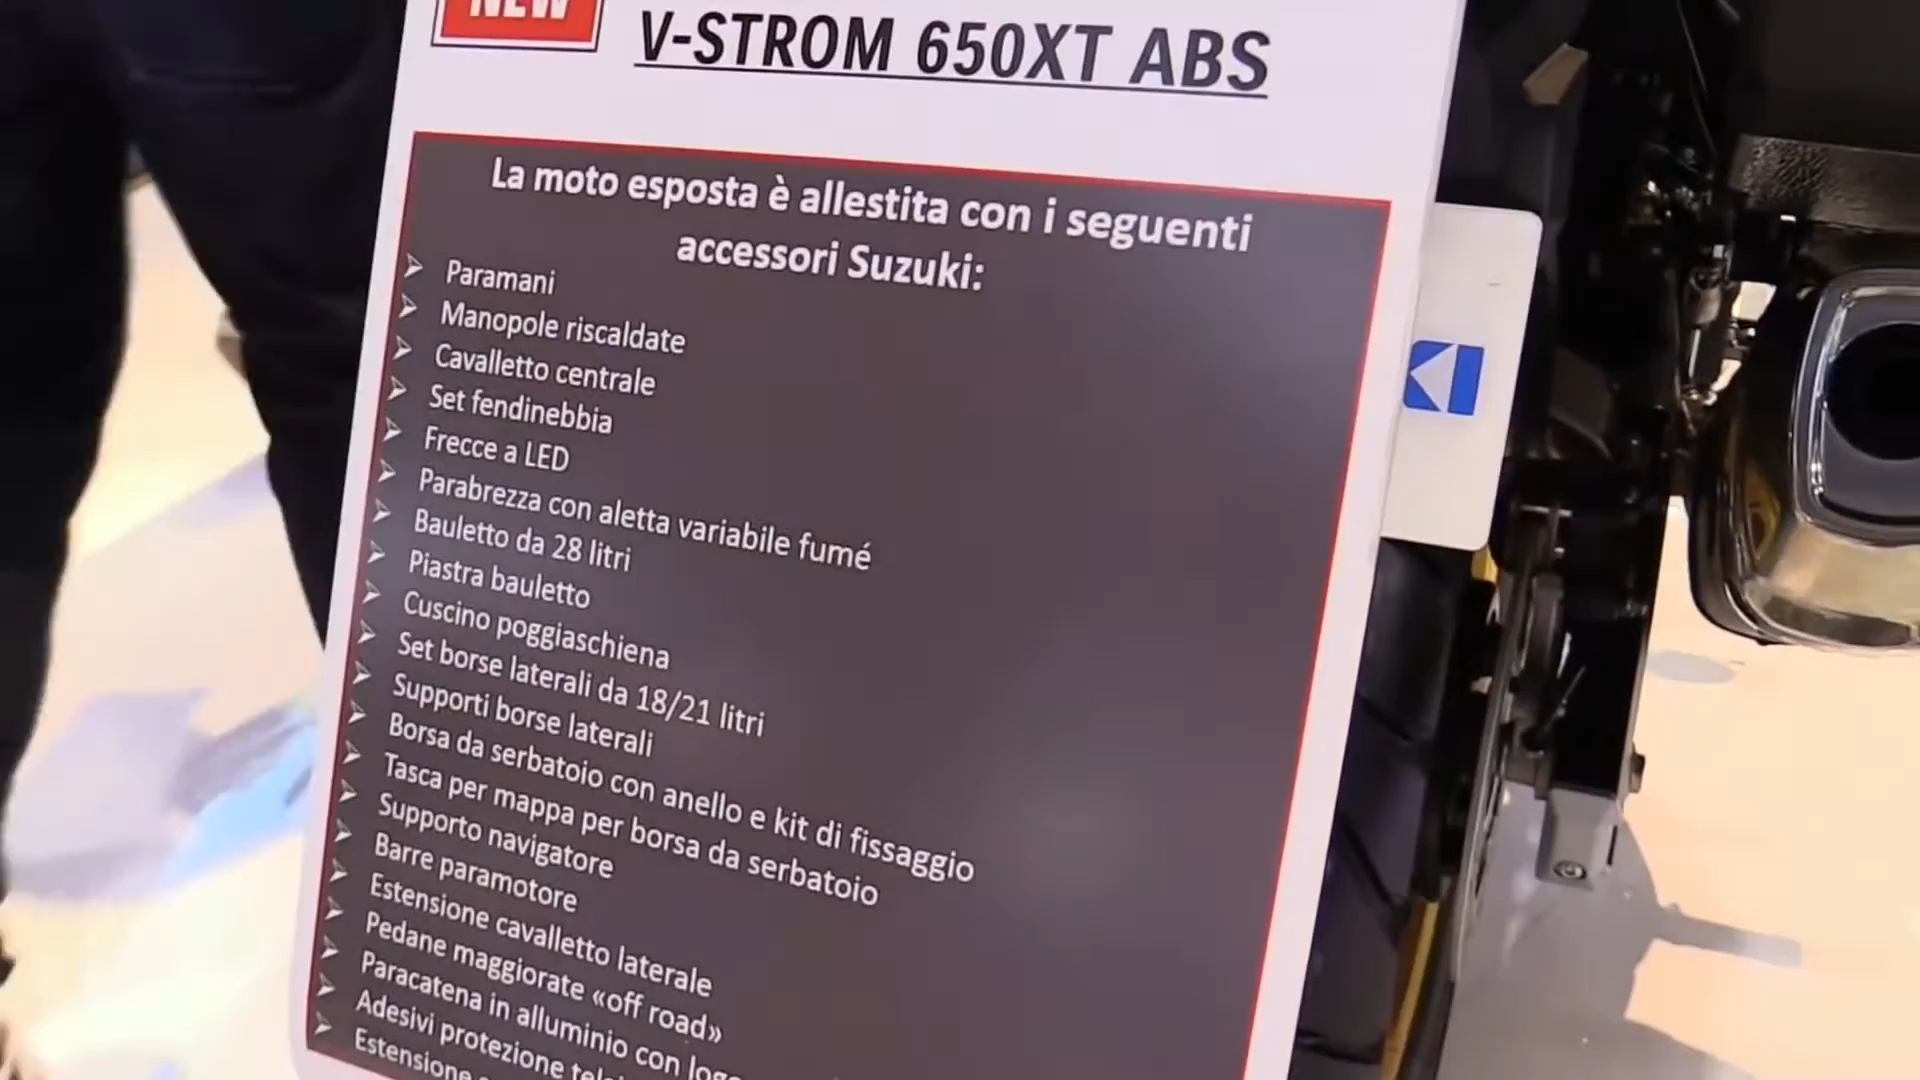 NEW
V-STROM 650XT ABS
La moto esposta è allestita con i seguenti
accessori Suzuki:
Paramani
Manopole riscaldate
Cavalletto centrale
Set fendinebbia
Frecce a LED
Parabrezza con aletta variabile fumé
Bauletto da 28 litri
Piastra bauletto
Cuscino poggiaschiena
Set borse laterali da 18/21 litri
Supporti borse laterali
Borsa da serbatoio con anello e kit di fissaggio
Tasca per mappa per borsa da serbatoio
Supporto navigatore
Barre paramotore
Estensione cavalletto laterale
Pedane maggiorate «off road»
Paracatena in alluminio con
Adesivi protezione
Estensione